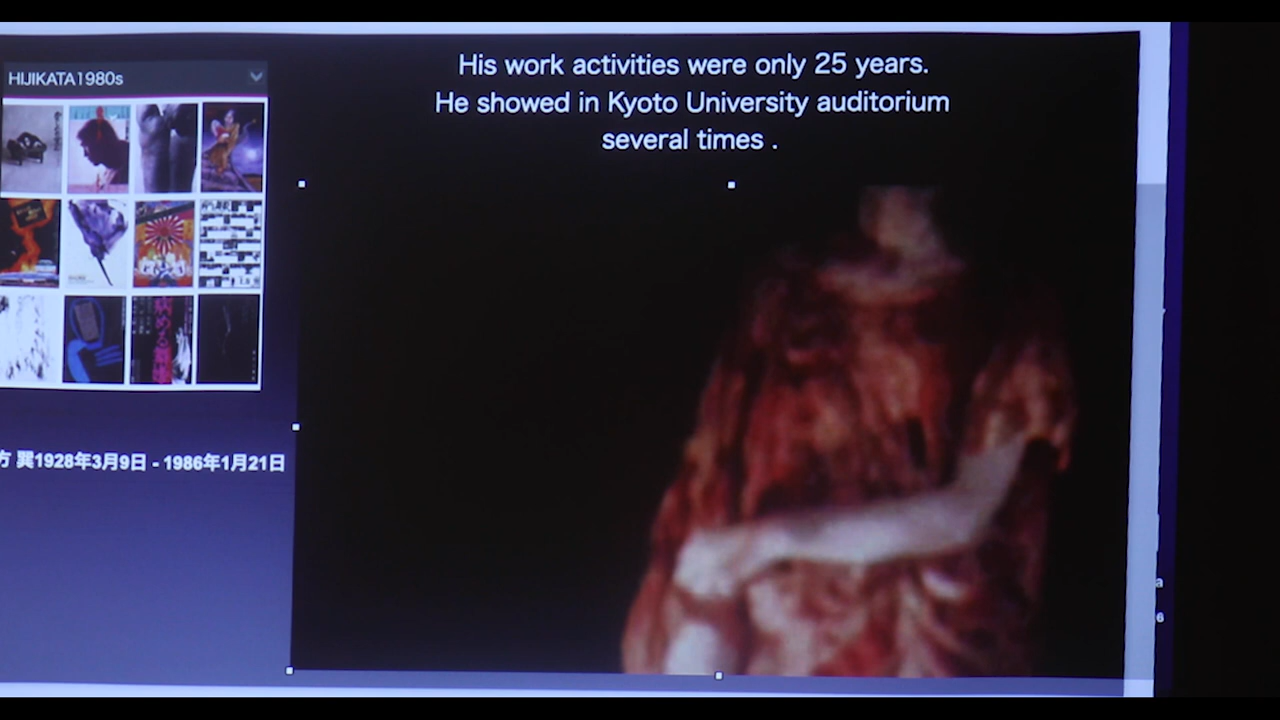 HIJIKATA1980s
His work activities were only 25 years.
He showed in Kyoto University auditorium
several times .
方 巽1928年3月9日 - 1986年1月21日
a
6